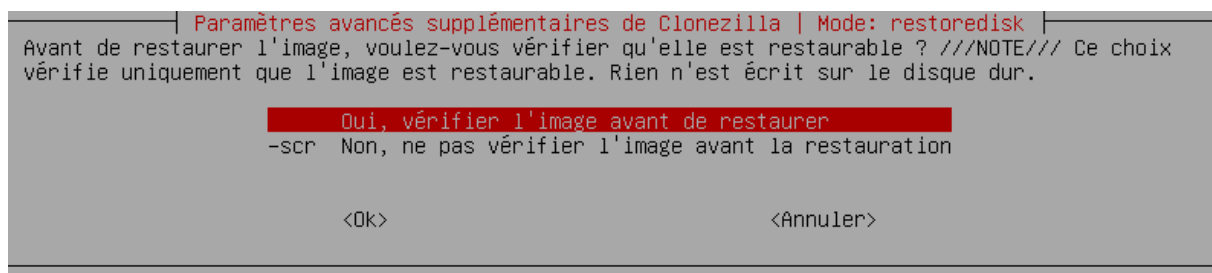 Paramètres avancés supplémentaires de Clonezilla | Mode: restoredisk
Avant de restaurer l'image, voulez-vous vérifier qu'elle est restaurable ? ///NOTE/// Ce choix
vérifie uniquement que l'image est restaurable. Rien n'est écrit sur le disque dur.
Oui, vérifier l'image avant de restaurer
-scr Non, ne pas vérifier l'image avant la restauration
<Ok> <Annuler>